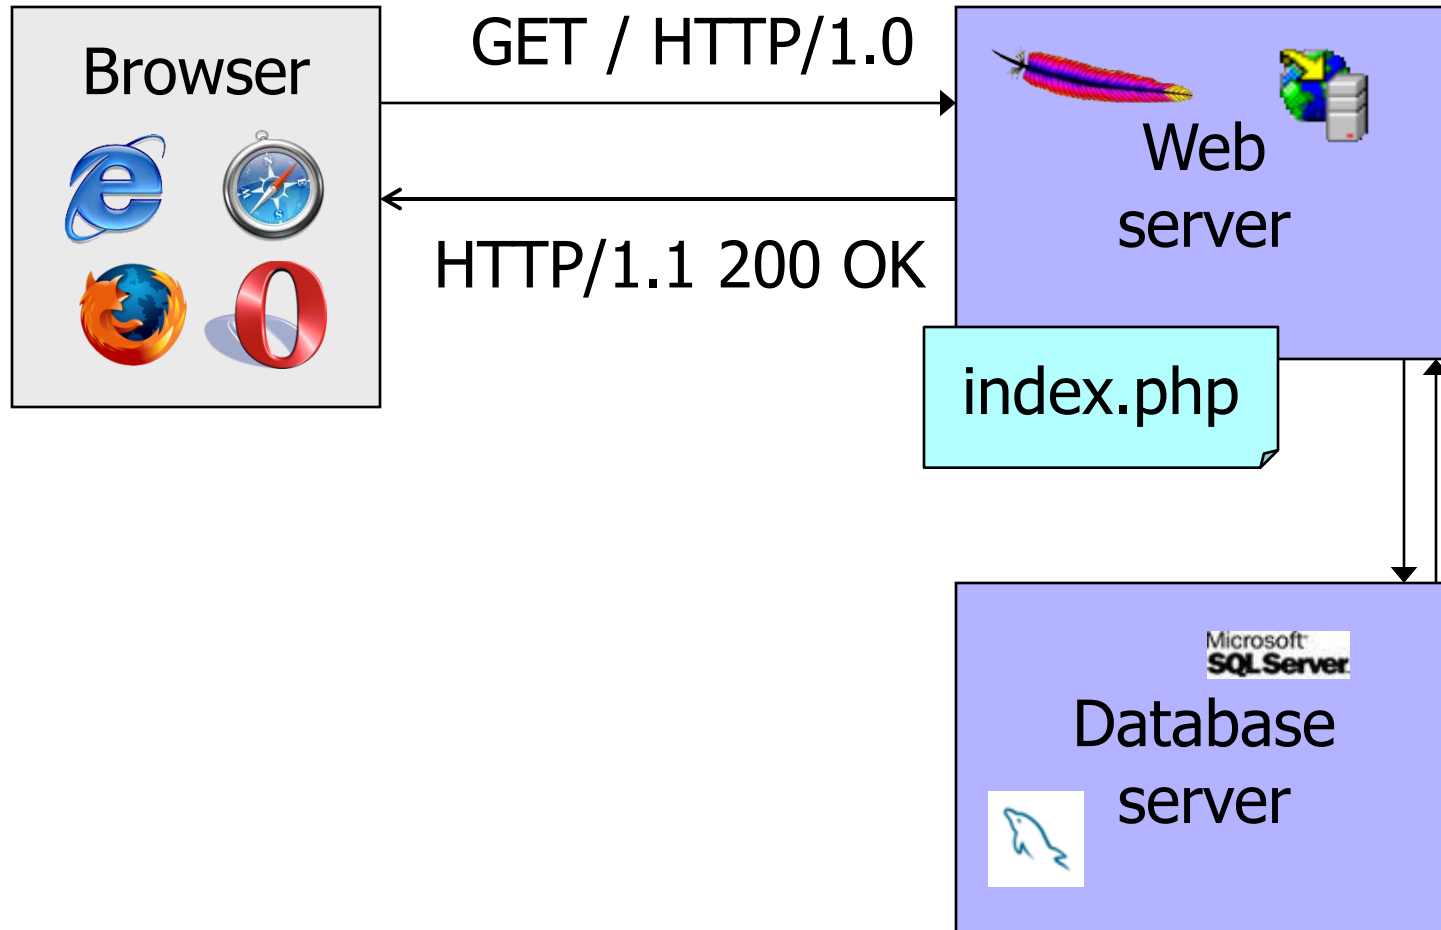 Browser
GET / HTTP/1.0
HTTP/1.1 200 OK
Web
server
index.php
Microsoft
SQL Server
Database
server